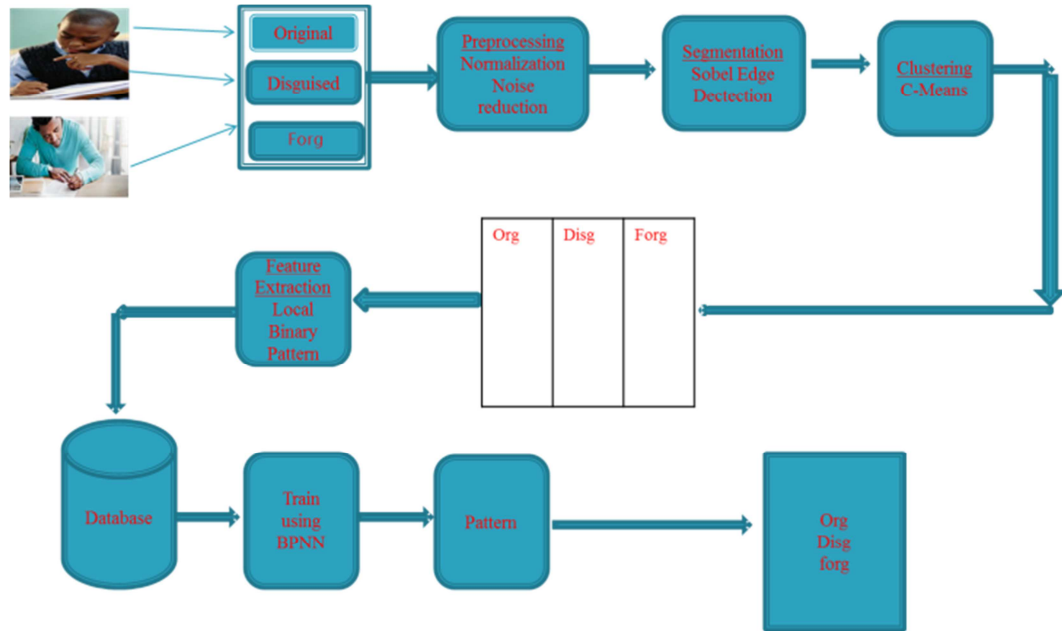 Original
Disguised
Forg
Preprocessing
Normalization
Noise
reduction
Segmentation
Sobel Edge
Dectection
Clustering
C-Means
Org
Disg
Forg
Feature
Extraction
Local
Binary
Pattern
Database
Train
using
BPNN
Pattern
Org
Disg
forg